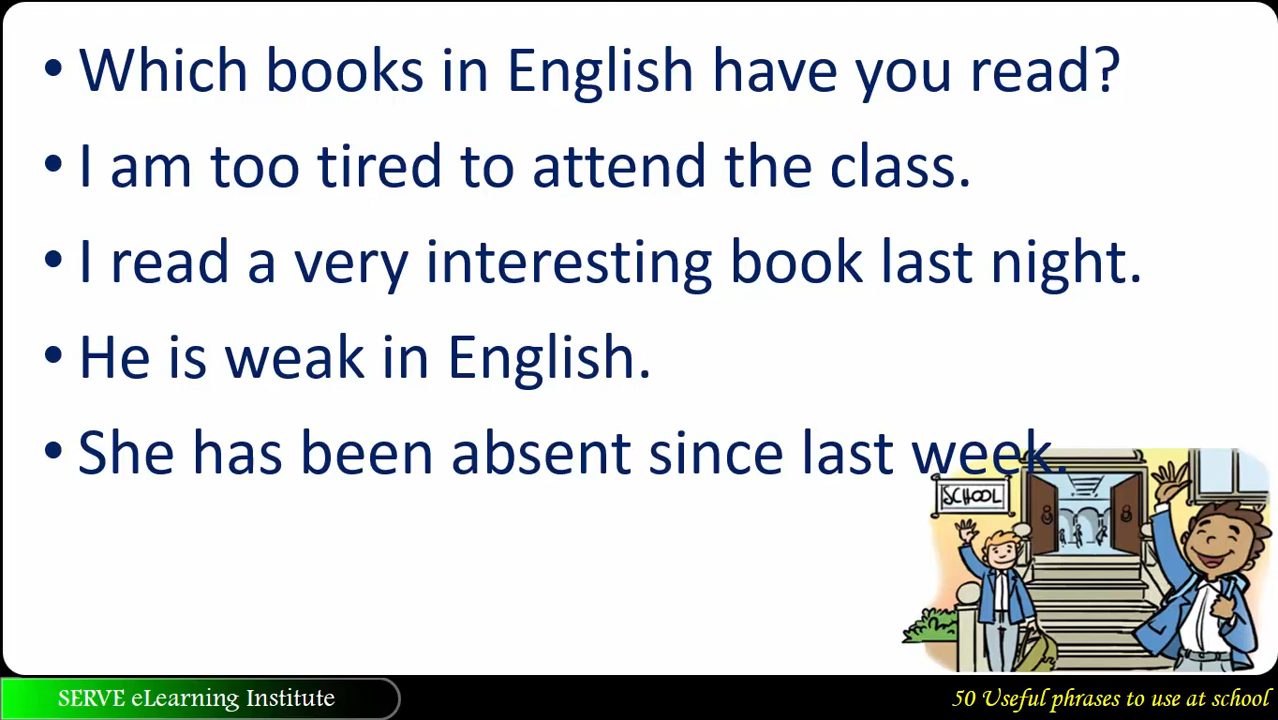 • Which books in English have you read?
• I am too tired to attend the class.
• I read a very interesting book last night.
• He is weak in English.
• She has been absent since last week.
SCHOOL
SERVE eLearning Institute
50 Useful phrases to use at school